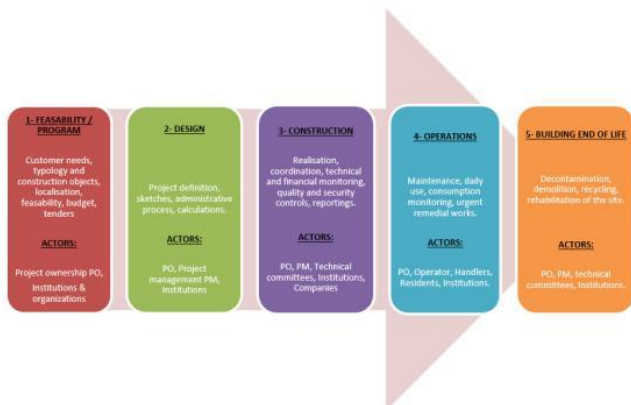 1- FEASABILITY /
PROGRAM
Customer needs,
typology and
construction objects,
localisation,
feasability, budget,
tenders
ACTORS:
Project ownership PO,
Institutions &
organizations
2- DESIGN
Project definition,
sketches, administrative
process, calculations.
ACTORS:
PO, Project
management PM,
Institutions
3- CONSTRUCTION
Realisation,
coordination, technical
and financial monitoring,
quality and security
controls, reportings.
ACTORS:
PO, PM, Technical
committees, Institutions,
Companies
4- OPERATIONS
Maintenance, daily
use, consumption
monitoring, urgent
remedial works.
ACTORS:
PO, Operator, Handlers,
Residents, Institutions.
5- BUILDING END OF LIFE
Decontamination,
demolition, recycling,
rehabilitation of the site.
ACTORS:
PO, PM, technical
committees, Institutions.